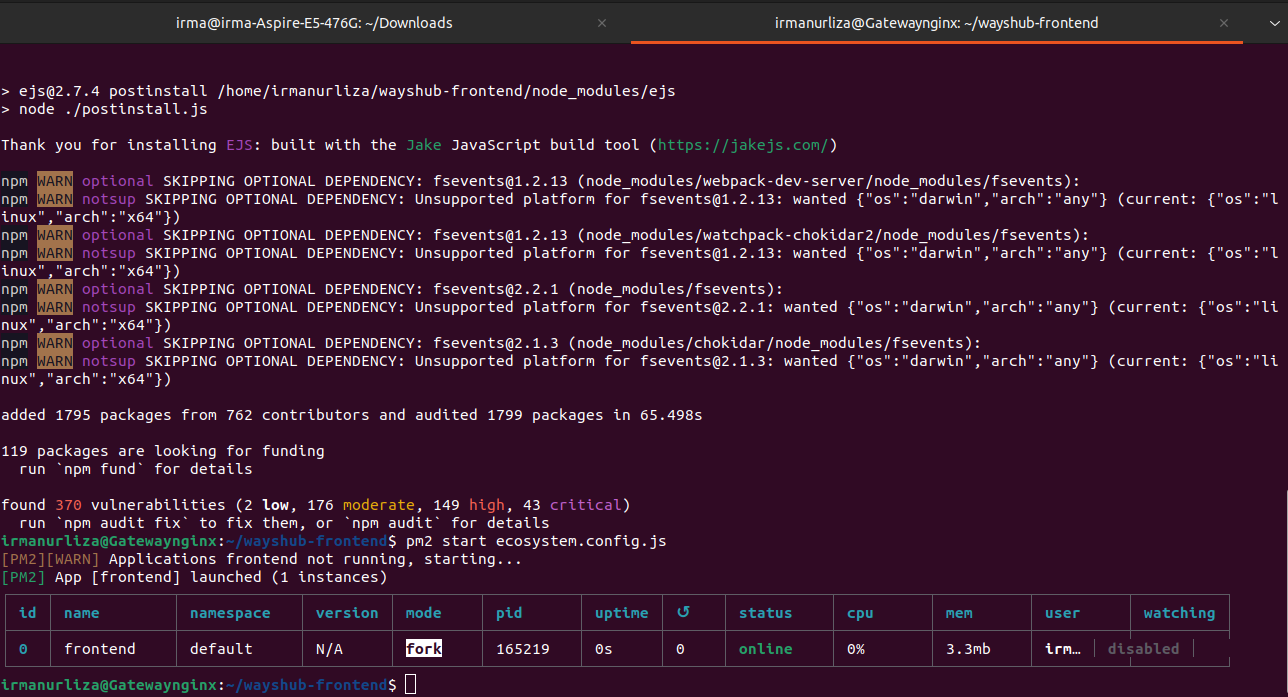 irma@irma-Aspire-E5-476G: ~/Downloads
irmanurliza@Gatewaynginx: ~/wayshub-frontend
> ejs@2.7.4 postinstall /home/irmanurliza/wayshub-frontend/node_modules/ejs
> node ./postinstall.js
Thank you for installing EJS: built with the Jake JavaScript build tool (https://jakejs.com/)
npm WARN optional SKIPPING OPTIONAL DEPENDENCY: fsevents@1.2.13 (node_modules/webpack-dev-server/node_modules/fsevents):
npm WARN notsup SKIPPING OPTIONAL DEPENDENCY: Unsupported platform for fsevents@1.2.13: wanted {"os":"darwin","arch":"any"} (current: {"os":"l
inux","arch":"x64"})
npm WARN optional SKIPPING OPTIONAL DEPENDENCY: fsevents@1.2.13 (node_modules/watchpack-chokidar2/node_modules/fsevents):
npm WARN notsup SKIPPING OPTIONAL DEPENDENCY: Unsupported platform for fsevents@1.2.13: wanted {"os":"darwin","arch":"any"} (current: {"os":"l
inux","arch":"x64"})
npm WARN optional SKIPPING OPTIONAL DEPENDENCY: fsevents@2.2.1 (node_modules/fsevents):
npm WARN notsup SKIPPING OPTIONAL DEPENDENCY: Unsupported platform for fsevents@2.2.1: wanted {"os":"darwin","arch":"any"} (current: {"os":"li
nux","arch":"x64"})
npm WARN optional SKIPPING OPTIONAL DEPENDENCY: fsevents@2.1.3 (node_modules/chokidar/node_modules/fsevents):
npm WARN notsup SKIPPING OPTIONAL DEPENDENCY: Unsupported platform for fsevents@2.1.3: wanted {"os":"darwin","arch":"any"} (current: {"os":"li
nux","arch":"x64"})
added 1795 packages from 762 contributors and audited 1799 packages in 65.498s
119 packages are looking for funding
  run `npm fund` for details
found 370 vulnerabilities (2 low, 176 moderate, 149 high, 43 critical)
  run `npm audit fix` to fix them, or `npm audit` for details
irmanurliza@Gatewaynginx:~/wayshub-frontend$ pm2 start ecosystem.config.js
[PM2][WARN] Applications frontend not running, starting...
[PM2] App [frontend] launched (1 instances)
id name namespace version mode pid uptime ↺ status cpu mem user watching
0 frontend default N/A fork 165219 0s 0 online 0% 3.3mb irm… disabled
irmanurliza@Gatewaynginx:~/wayshub-frontend$